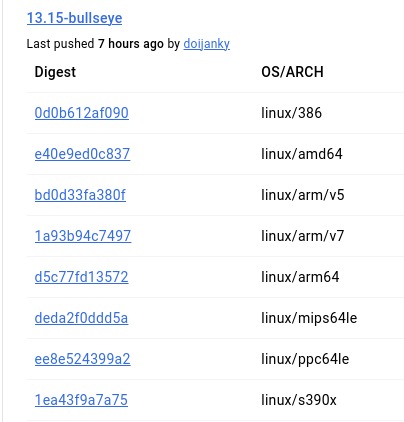 13.15-bullseye
Last pushed 7 hours ago by doijanky
Digest OS/ARCH
0d0b612af090 linux/386
e40e9ed0c837 linux/amd64
bd0d33fa380f linux/arm/v5
1a93b94c7497 linux/arm/v7
d5c77fd13572 linux/arm64
deda2f0ddd5a linux/mips64le
ee8e524399a2 linux/ppc64le
1ea43f9a7a75 linux/s390x